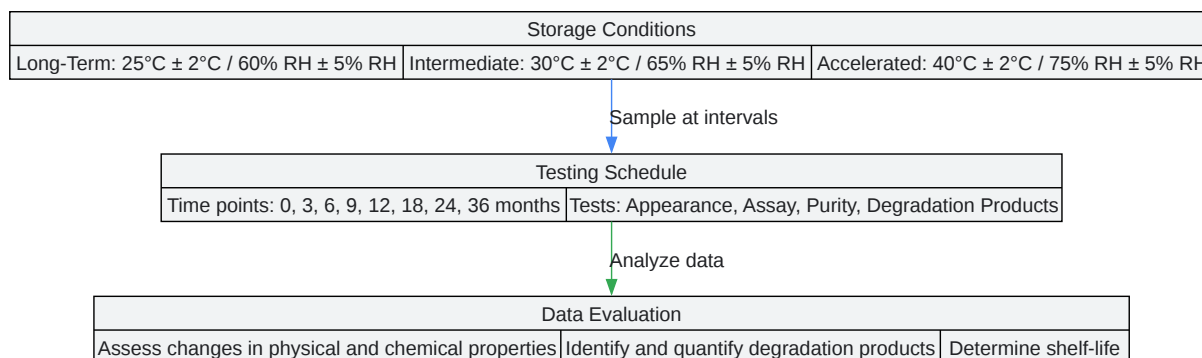 Storage Conditions
Long-Term: 25°C ± 2°C / 60% RH ± 5% RH Intermediate: 30°C ± 2°C / 65% RH ± 5% RH Accelerated: 40°C ± 2°C / 75% RH ± 5% RH
Sample at intervals
Testing Schedule
Time points: 0, 3, 6, 9, 12, 18, 24, 36 months Tests: Appearance, Assay, Purity, Degradation Products
Analyze data
Data Evaluation
Assess changes in physical and chemical properties Identify and quantify degradation products Determine shelf-life